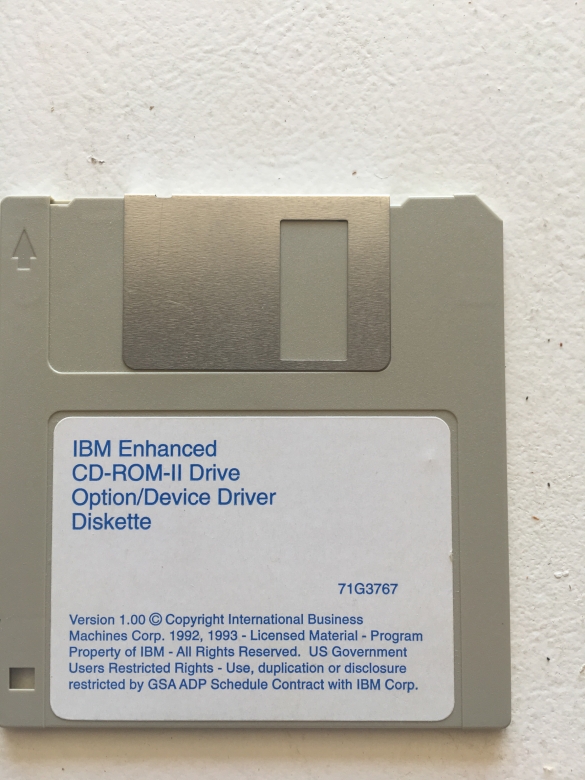 IBM Enhanced
CD-ROM-II Drive
Option/Device Driver
Diskette
71G3767
Version 1.00 © Copyright International Business
Machines Corp. 1992, 1993 - Licensed Material - Program
Property of IBM - All Rights Reserved. US Government
Users Restricted Rights - Use, duplication or disclosure
restricted by GSA ADP Schedule Contract with IBM Corp.